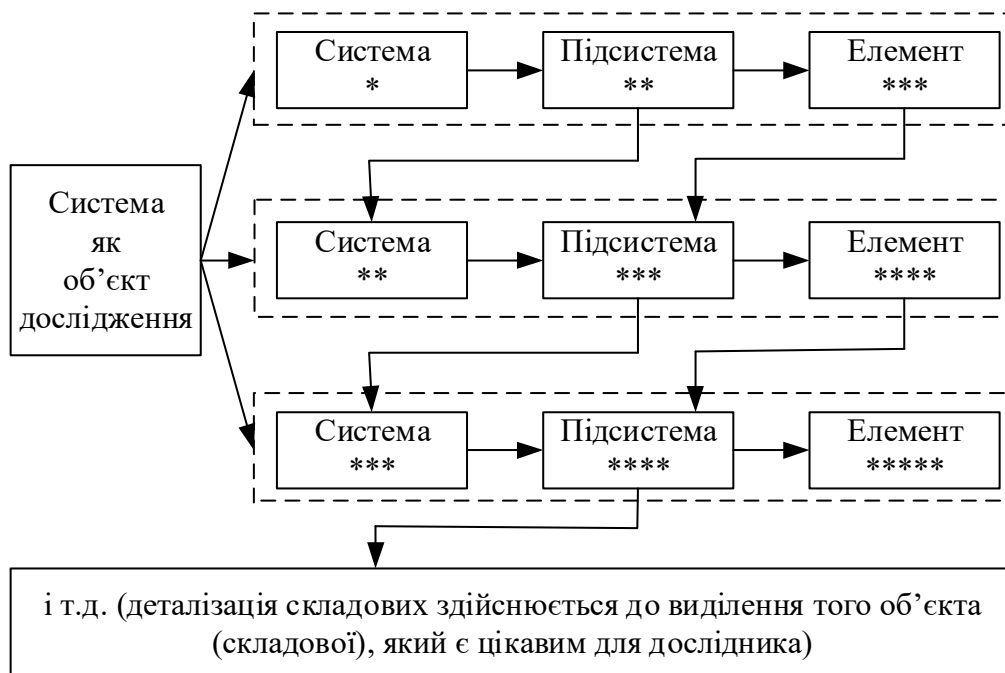 Система
*
Підсистема
**
Елемент
***
Система
як
об’єкт
дослідження
Система
**
Підсистема
***
Елемент
****
Система
***
Підсистема
****
Елемент
*****
і т.д. (деталізація складових здійснюється до виділення того об’єкта
(складової), який є цікавим для дослідника)